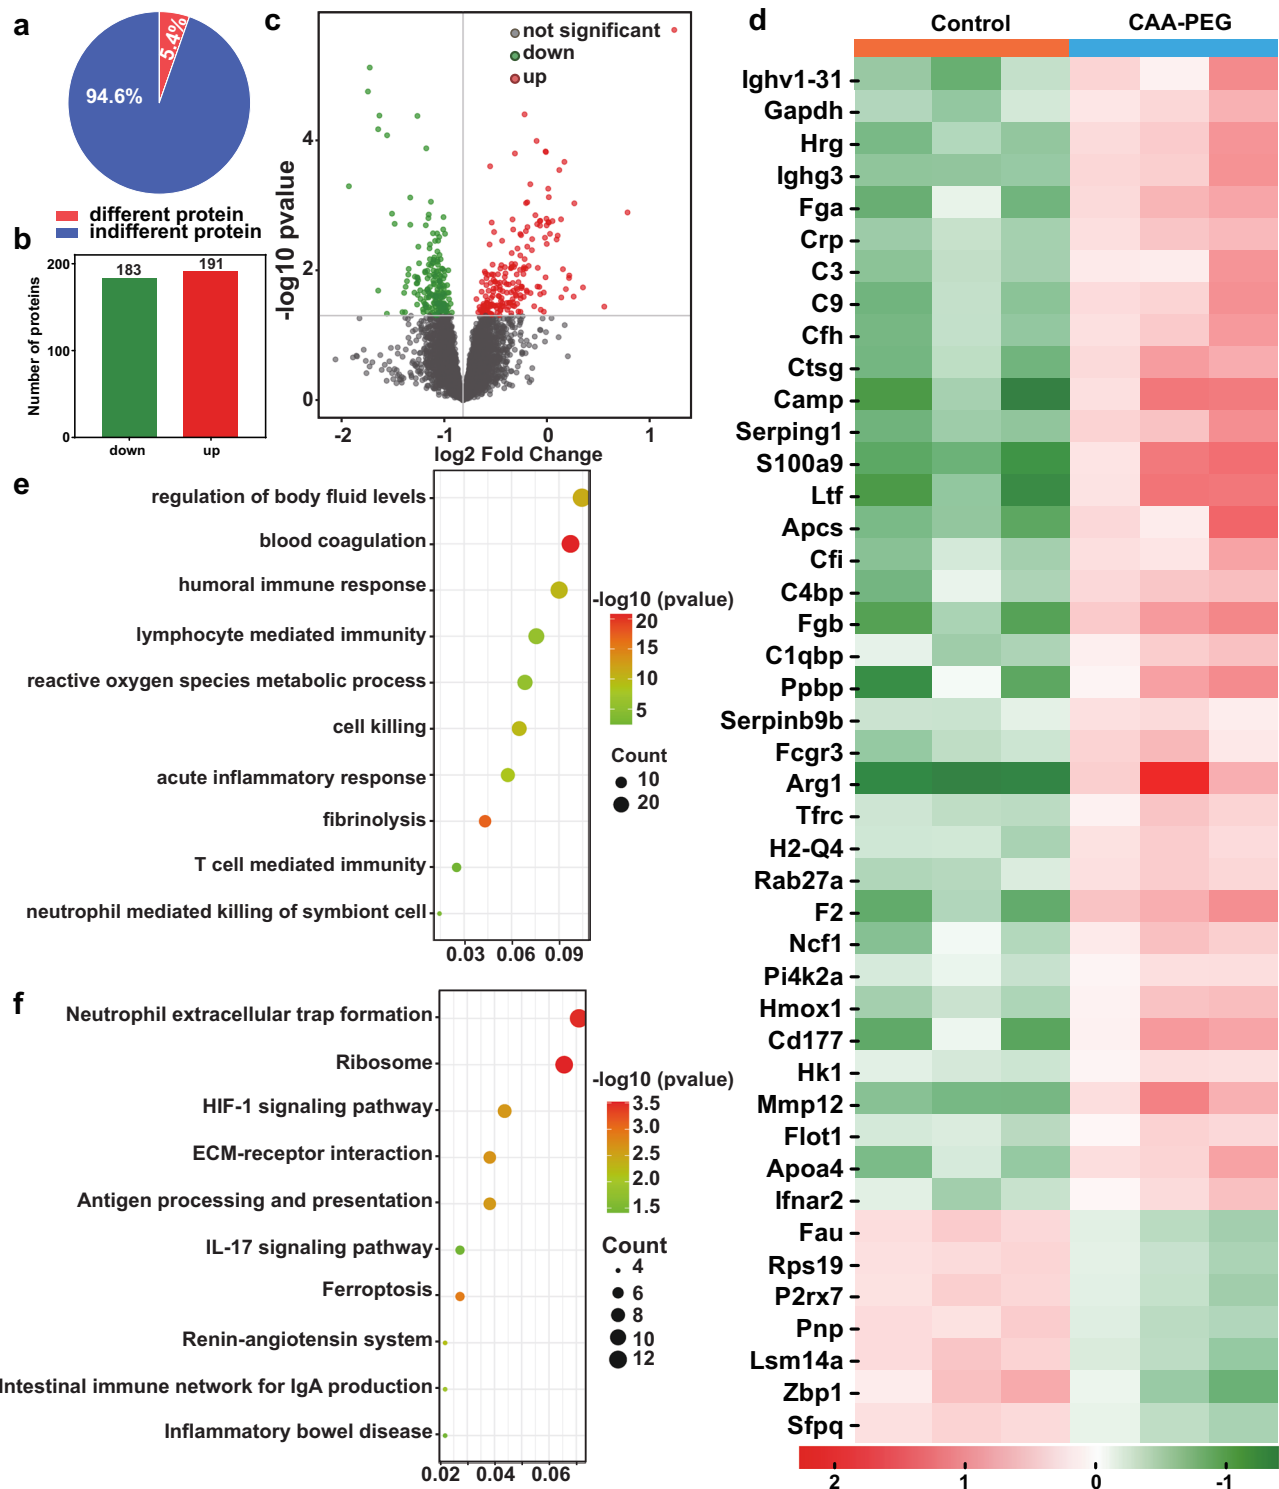 a
94.6%
5.4%
different protein
indifferent protein
b
Number of proteins
200
100
0
183
191
down
up
c
not significant
down
up
-log10 pvalue
4
2
0
-2
-1
0
1
log2 Fold Change
d
Control
CAA-PEG
Ighv1-31
Gapdh
Hrg
Ighg3
Fga
Crp
C3
C9
Cfh
Ctsg
Camp
Serping1
S100a9
Ltf
Apcs
Cfi
C4bp
Fgb
C1qbp
Ppbp
Serpinb9b
Fcgr3
Arg1
Tfrc
H2-Q4
Rab27a
F2
Ncf1
Pi4k2a
Hmox1
Cd177
Hk1
Mmp12
Flot1
Apoa4
Ifnar2
Fau
Rps19
P2rx7
Pnp
Lsm14a
Zbp1
Sfpq
2
1
0
-1
e
regulation of body fluid levels
blood coagulation
humoral immune response
lymphocyte mediated immunity
reactive oxygen species metabolic process
cell killing
acute inflammatory response
fibrinolysis
T cell mediated immunity
neutrophil mediated killing of symbiont cell
0.03 0.06 0.09
-log10 (pvalue)
20
15
10
5
Count
10
20
f
Neutrophil extracellular trap formation
Ribosome
HIF-1 signaling pathway
ECM-receptor interaction
Antigen processing and presentation
IL-17 signaling pathway
Ferroptosis
Renin-angiotensin system
Intestinal immune network for IgA production
Inflammatory bowel disease
0.02 0.04 0.06
-log10 (pvalue)
3.5
3.0
2.5
2.0
1.5
Count
4
6
8
10
12